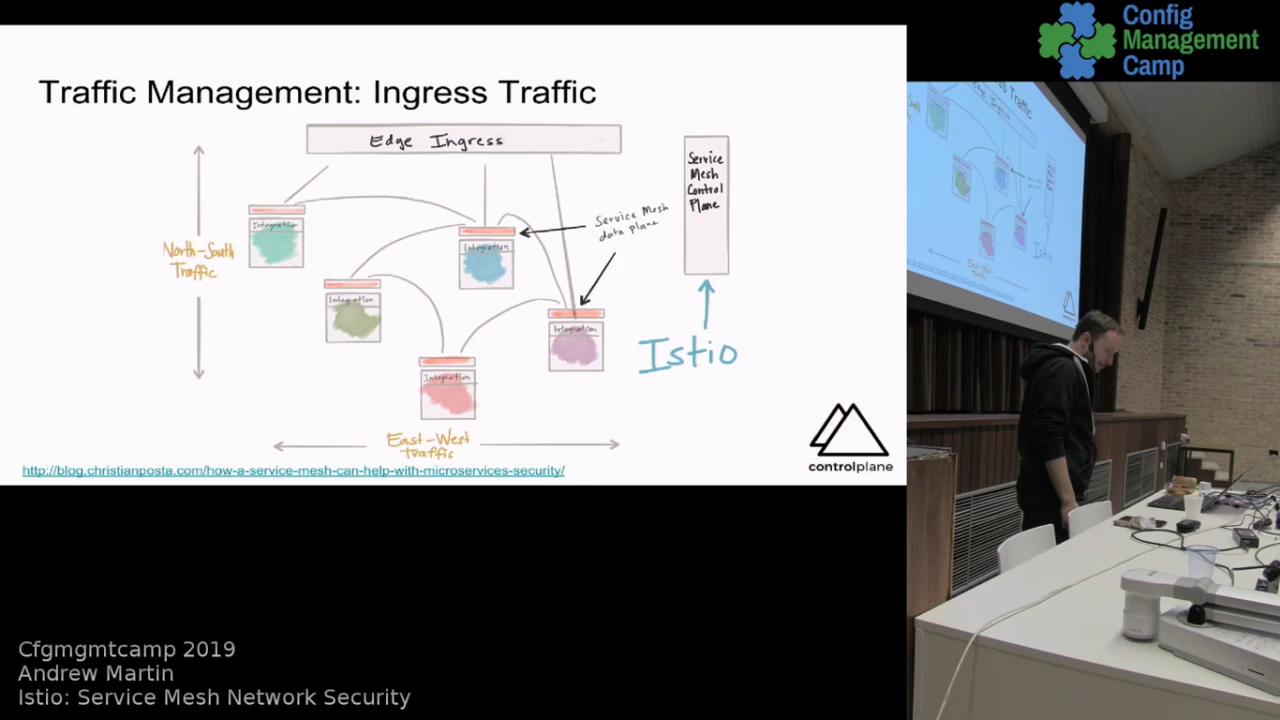 Config
Management
Camp
Traffic Management: Ingress Traffic
Edge Ingress
Service
Mesh
Control
Plane
Service Mesh
data plane
Integration
Integration
Integration
Integration
Integration
North-South
Traffic
Istio
East-West
Traffic
http://blog.christianposta.com/how-a-service-mesh-can-help-with-microservices-security/
controlplane
Cfgmgmtcamp 2019
Andrew Martin
Istio: Service Mesh Network Security
Istio